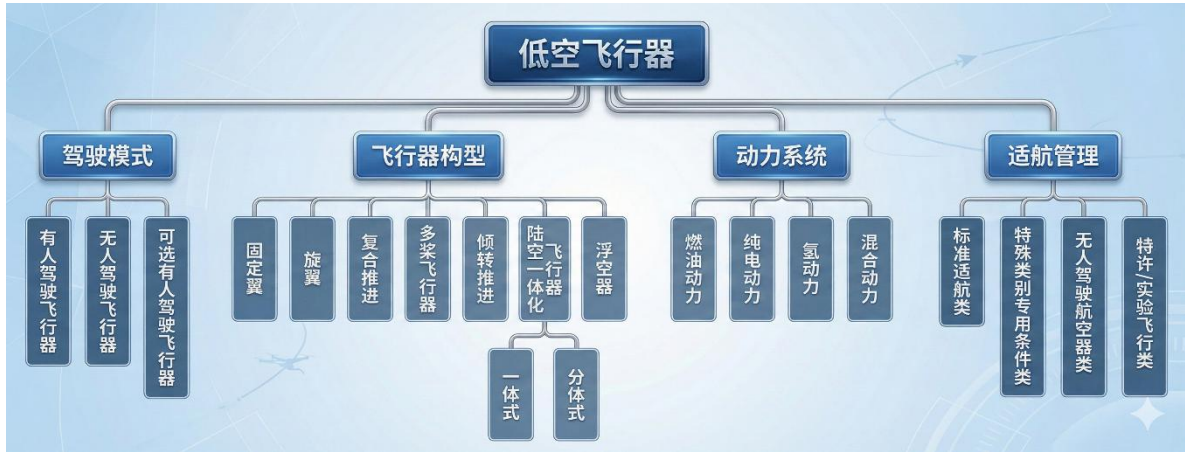 低空飞行器
驾驶模式
飞行器构型
动力系统
适航管理
有人驾驶飞行器
无人驾驶飞行器
可选有人驾驶飞行器
固定翼
旋翼
复合推进
多桨飞行器
倾转推进
陆空一体化
飞行器
浮空器
燃油动力
纯电动力
氢动力
混合动力
标准适航类
特殊类别专用条件类
无人驾驶航空器类
特许/实验飞行类
一体式
分体式